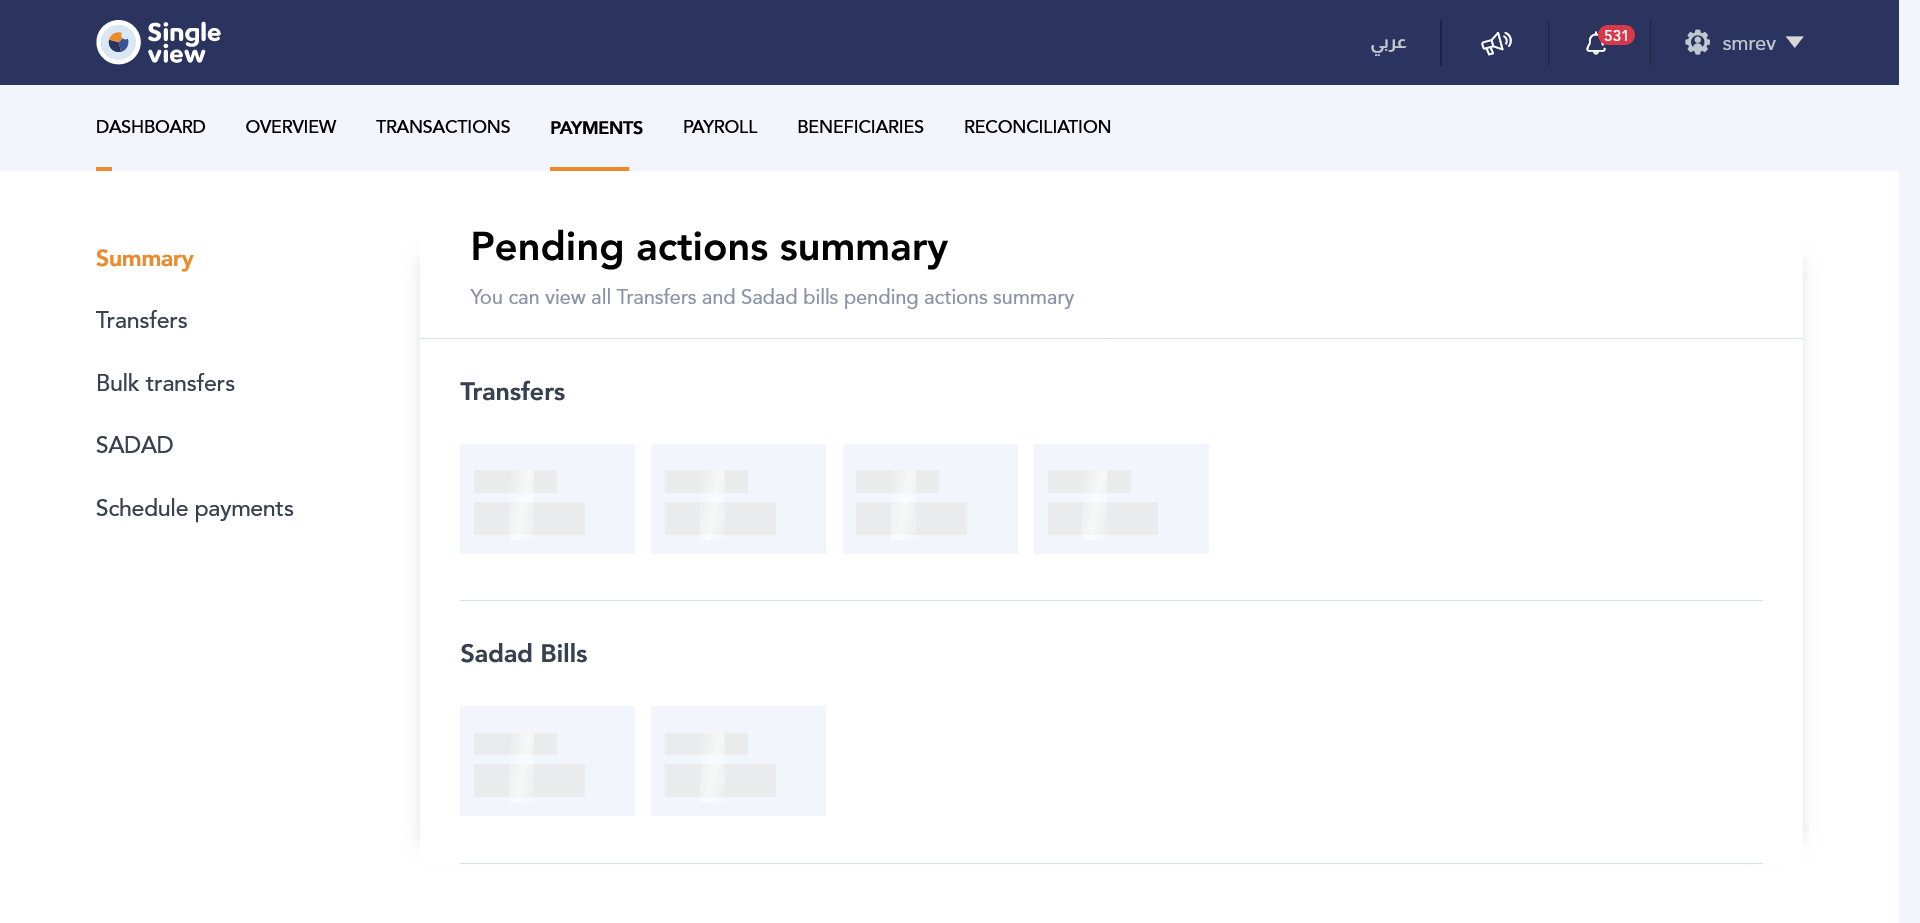 Single
view
عربي
531
smrev
DASHBOARD OVERVIEW TRANSACTIONS PAYMENTS PAYROLL BENEFICIARIES RECONCILIATION
Summary
Transfers
Bulk transfers
SADAD
Schedule payments
Pending actions summary
You can view all Transfers and Sadad bills pending actions summary
Transfers
Sadad Bills